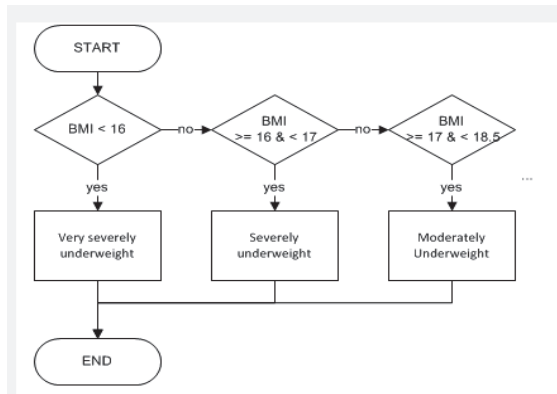 START
BMI < 16
no
BMI
>= 16 & < 17
no
BMI
>= 17 & < 18.5
...
yes
yes
yes
Very severely
underweight
Severely
underweight
Moderately
Underweight
END